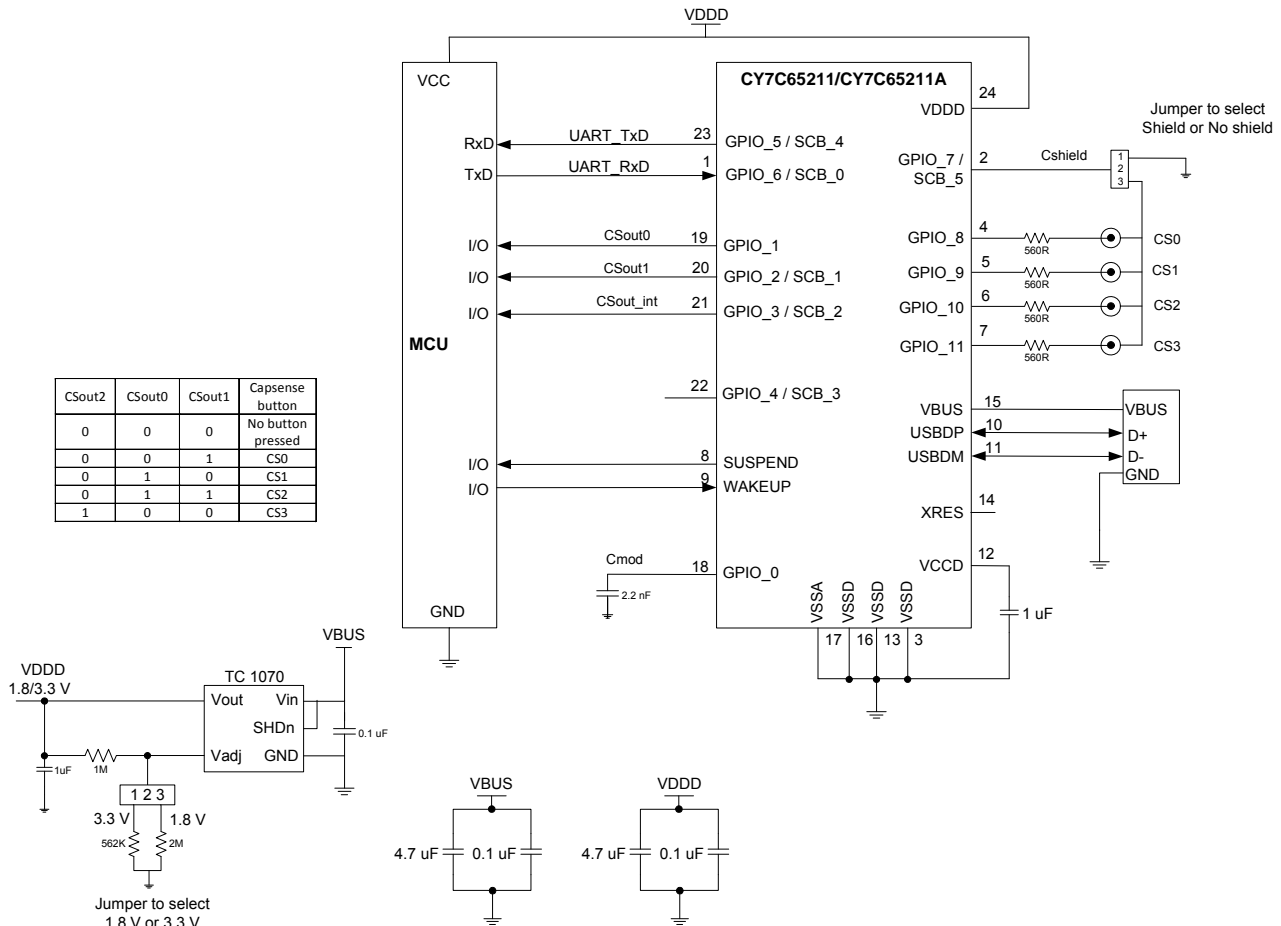 VDDD
VCC
RxD
TxD
I/O
I/O
I/O
MCU
I/O
I/O
GND
UART_TxD
UART_RxD
CSout0
CSout1
CSout_int
Cmod
2.2 nF
CY7C65211/CY7C65211A
23 GPIO_5 / SCB_4
1 GPIO_6 / SCB_0
19 GPIO_1
20 GPIO_2 / SCB_1
21 GPIO_3 / SCB_2
22 GPIO_4 / SCB_3
8 SUSPEND
9 WAKEUP
18 GPIO_0
VDDD 24
GPIO_7 / SCB_5 2
GPIO_8 4
GPIO_9 5
GPIO_10 6
GPIO_11 7
VBUS 15
USBDP 10
USBDM 11
XRES 14
VCCD 12
VSSA
VSSD
VSSD
VSSD
17 16 13 3
1 uF
Cshield
1
2
3
Jumper to select
Shield or No shield
560R CS0
560R CS1
560R CS2
560R CS3
VBUS
D+
D-
GND
CSout2 CSout0 CSout1 Capsense button
0 0 0 No button pressed
0 0 1 CS0
0 1 0 CS1
0 1 1 CS2
1 0 0 CS3
VDDD
1.8/3.3 V
TC 1070
Vout Vin
SHDn
Vadj GND
VBUS
0.1 uF
1uF
1M
1 2 3
3.3 V 1.8 V
562K 2M
Jumper to select
1.8 V or 3.3 V
VBUS
4.7 uF 0.1 uF
VDDD
4.7 uF 0.1 uF